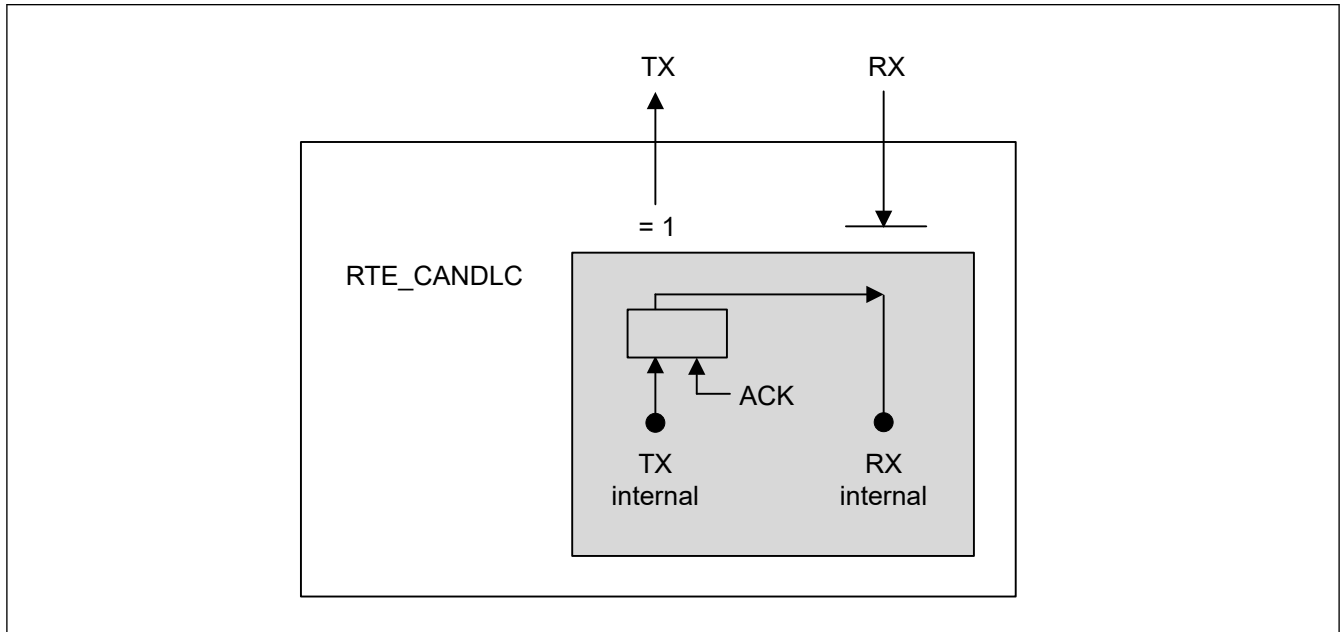 TX
RX
= 1
RTE_CANDLC
ACK
TX
internal
RX
internal